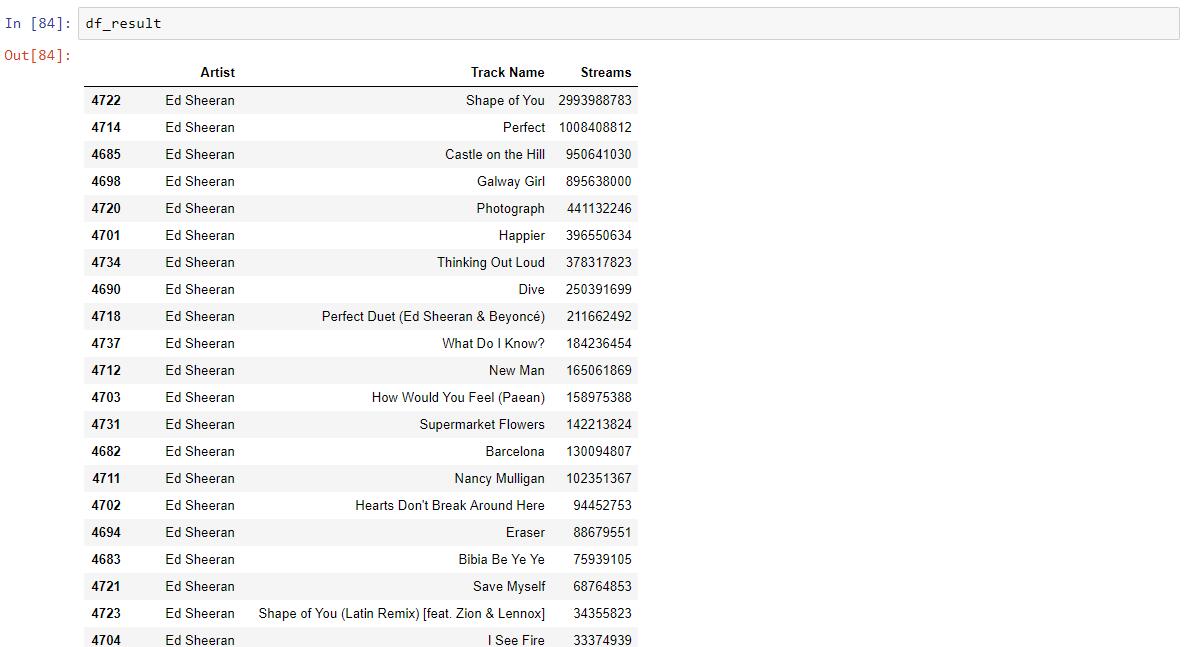 In [84]: df_result
Out[84]:
Artist Track Name Streams
4722 Ed Sheeran Shape of You 2993988783
4714 Ed Sheeran Perfect 1008408812
4685 Ed Sheeran Castle on the Hill 950641030
4698 Ed Sheeran Galway Girl 895638000
4720 Ed Sheeran Photograph 441132246
4701 Ed Sheeran Happier 396550634
4734 Ed Sheeran Thinking Out Loud 378317823
4690 Ed Sheeran Dive 250391699
4718 Ed Sheeran Perfect Duet (Ed Sheeran & Beyoncé) 211662492
4737 Ed Sheeran What Do I Know? 184236454
4712 Ed Sheeran New Man 165061869
4703 Ed Sheeran How Would You Feel (Paean) 158975388
4731 Ed Sheeran Supermarket Flowers 142213824
4682 Ed Sheeran Barcelona 130094807
4711 Ed Sheeran Nancy Mulligan 102351367
4702 Ed Sheeran Hearts Don't Break Around Here 94452753
4694 Ed Sheeran Eraser 88679551
4683 Ed Sheeran Bibia Be Ye Ye 75939105
4721 Ed Sheeran Save Myself 68764853
4723 Ed Sheeran Shape of You (Latin Remix) [feat. Zion & Lennox] 34355823
4704 Ed Sheeran I See Fire 33374939